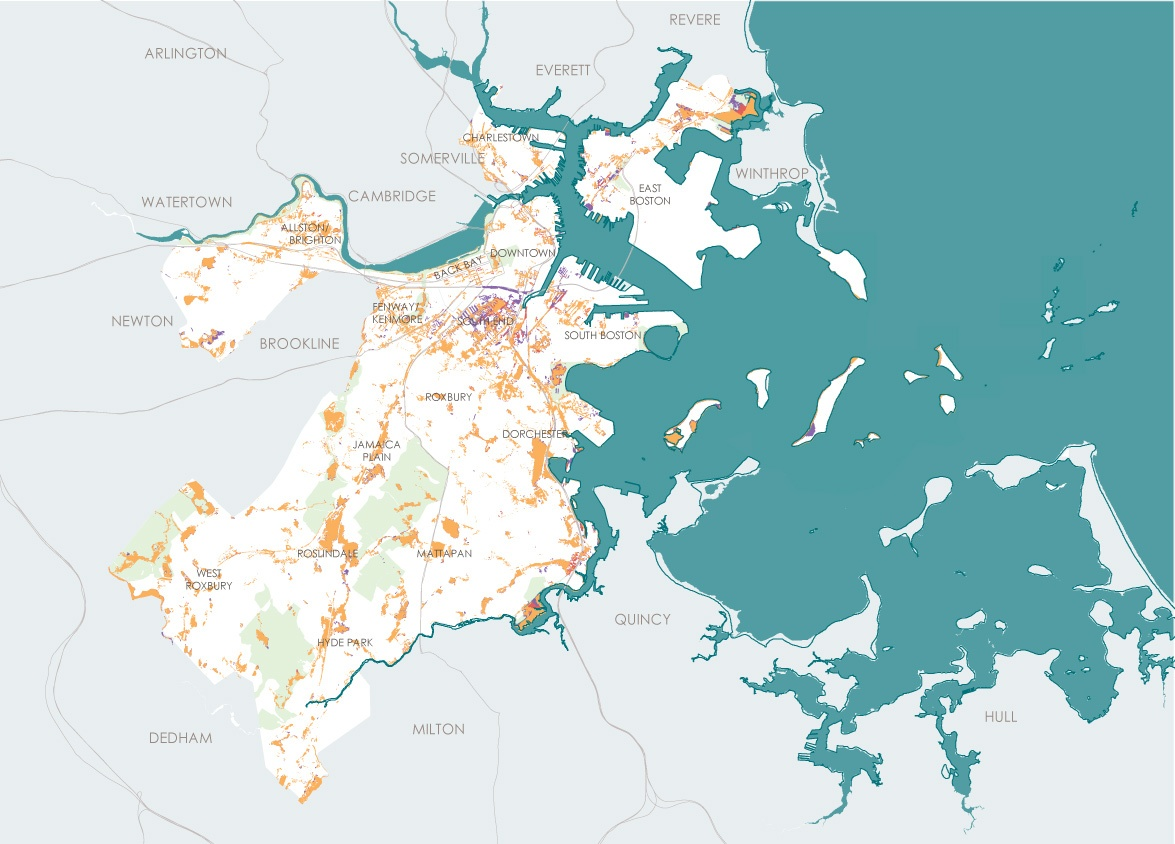 REVERE
ARLINGTON
EVERETT
CHARLESTOWN
SOMERVILLE
WINTHROP
EAST
BOSTON
CAMBRIDGE
WATERTOWN
ALLSTON/
BRIGHTON
DOWNTOWN
BACK BAY
FENWAY/
KENMORE
SOUTH END
NEWTON
BROOKLINE
SOUTH BOSTON
ROXBURY
DORCHESTER
JAMAICA
PLAIN
ROSLINDALE
MATTAPAN
WEST
ROXBURY
QUINCY
HYDE PARK
HULL
MILTON
DEDHAM